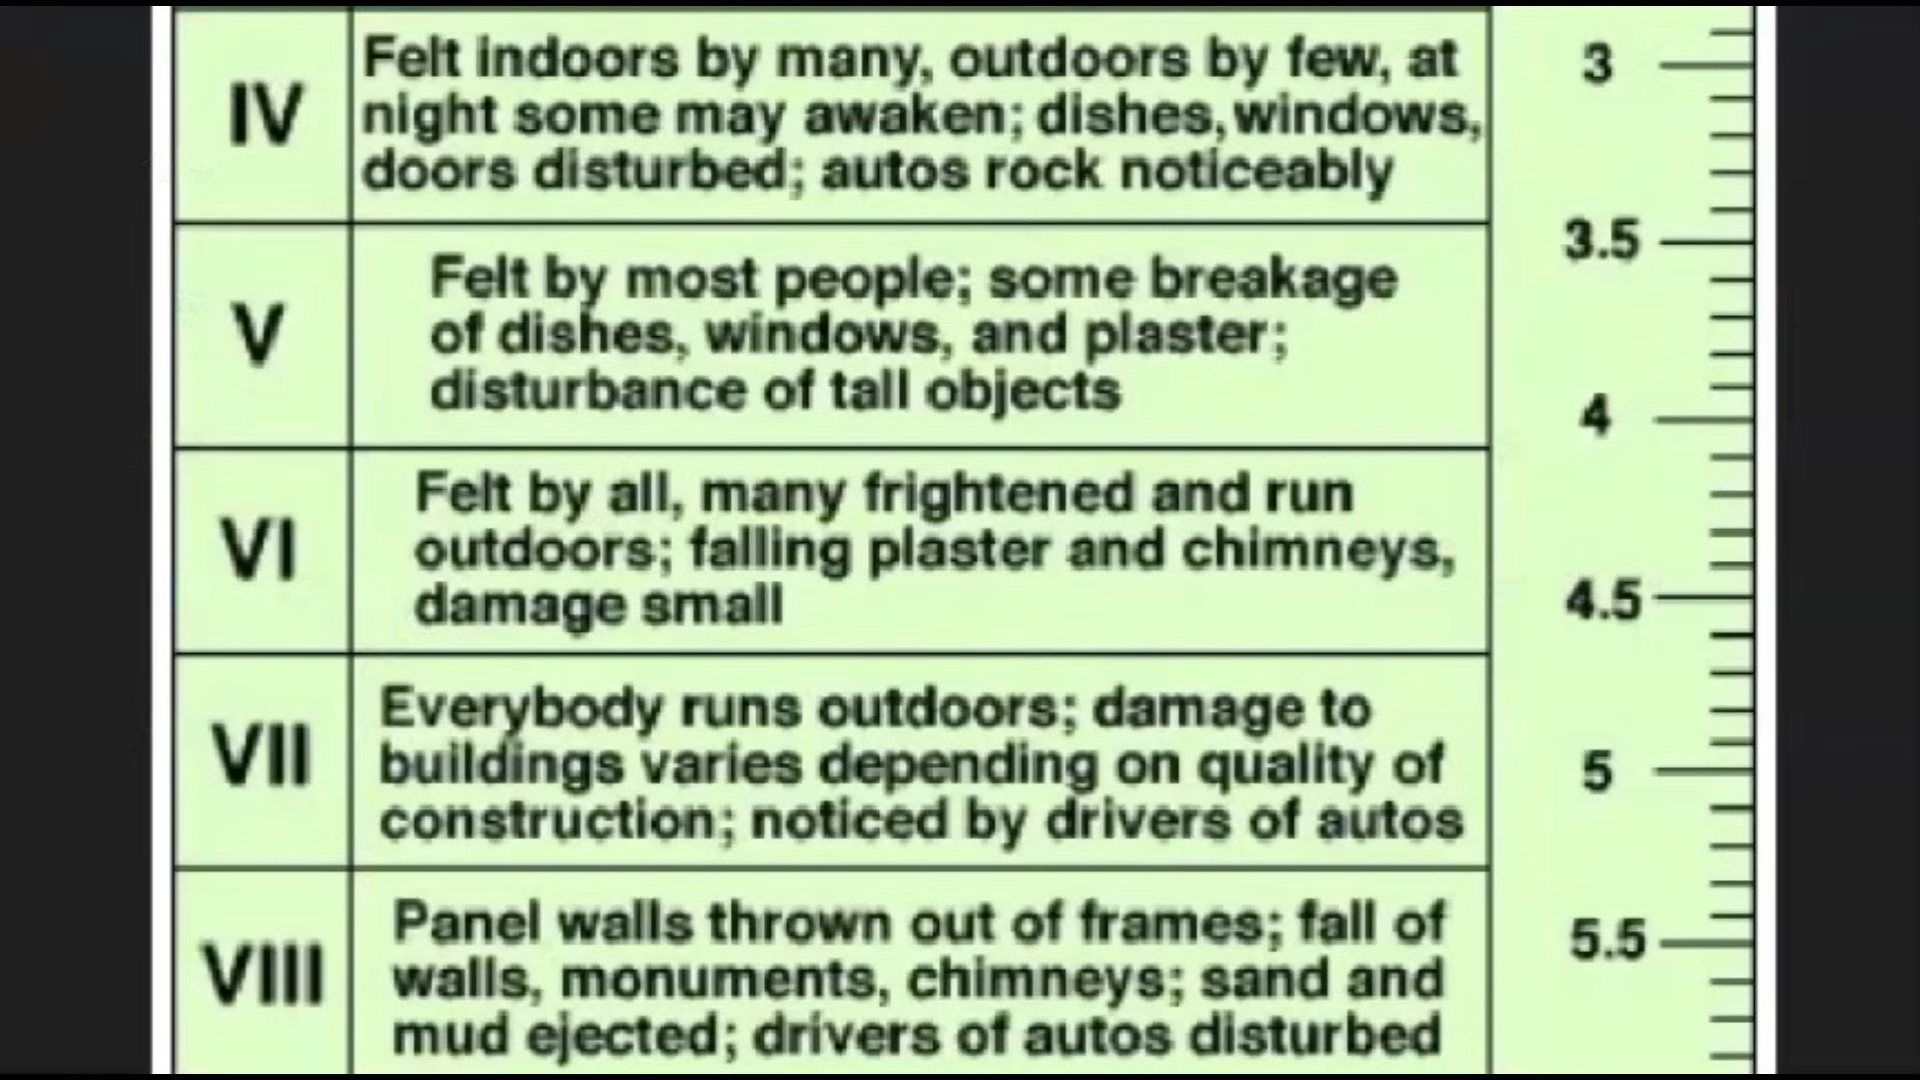 IV
Felt indoors by many, outdoors by few, at
night some may awaken; dishes, windows,
doors disturbed; autos rock noticeably
V
Felt by most people; some breakage
of dishes, windows, and plaster;
disturbance of tall objects
VI
Felt by all, many frightened and run
outdoors; falling plaster and chimneys,
damage small
VII
Everybody runs outdoors; damage to
buildings varies depending on quality of
construction; noticed by drivers of autos
VIII
Panel walls thrown out of frames; fall of
walls, monuments, chimneys; sand and
mud ejected; drivers of autos disturbed
3
3.5
4
4.5
5
5.5